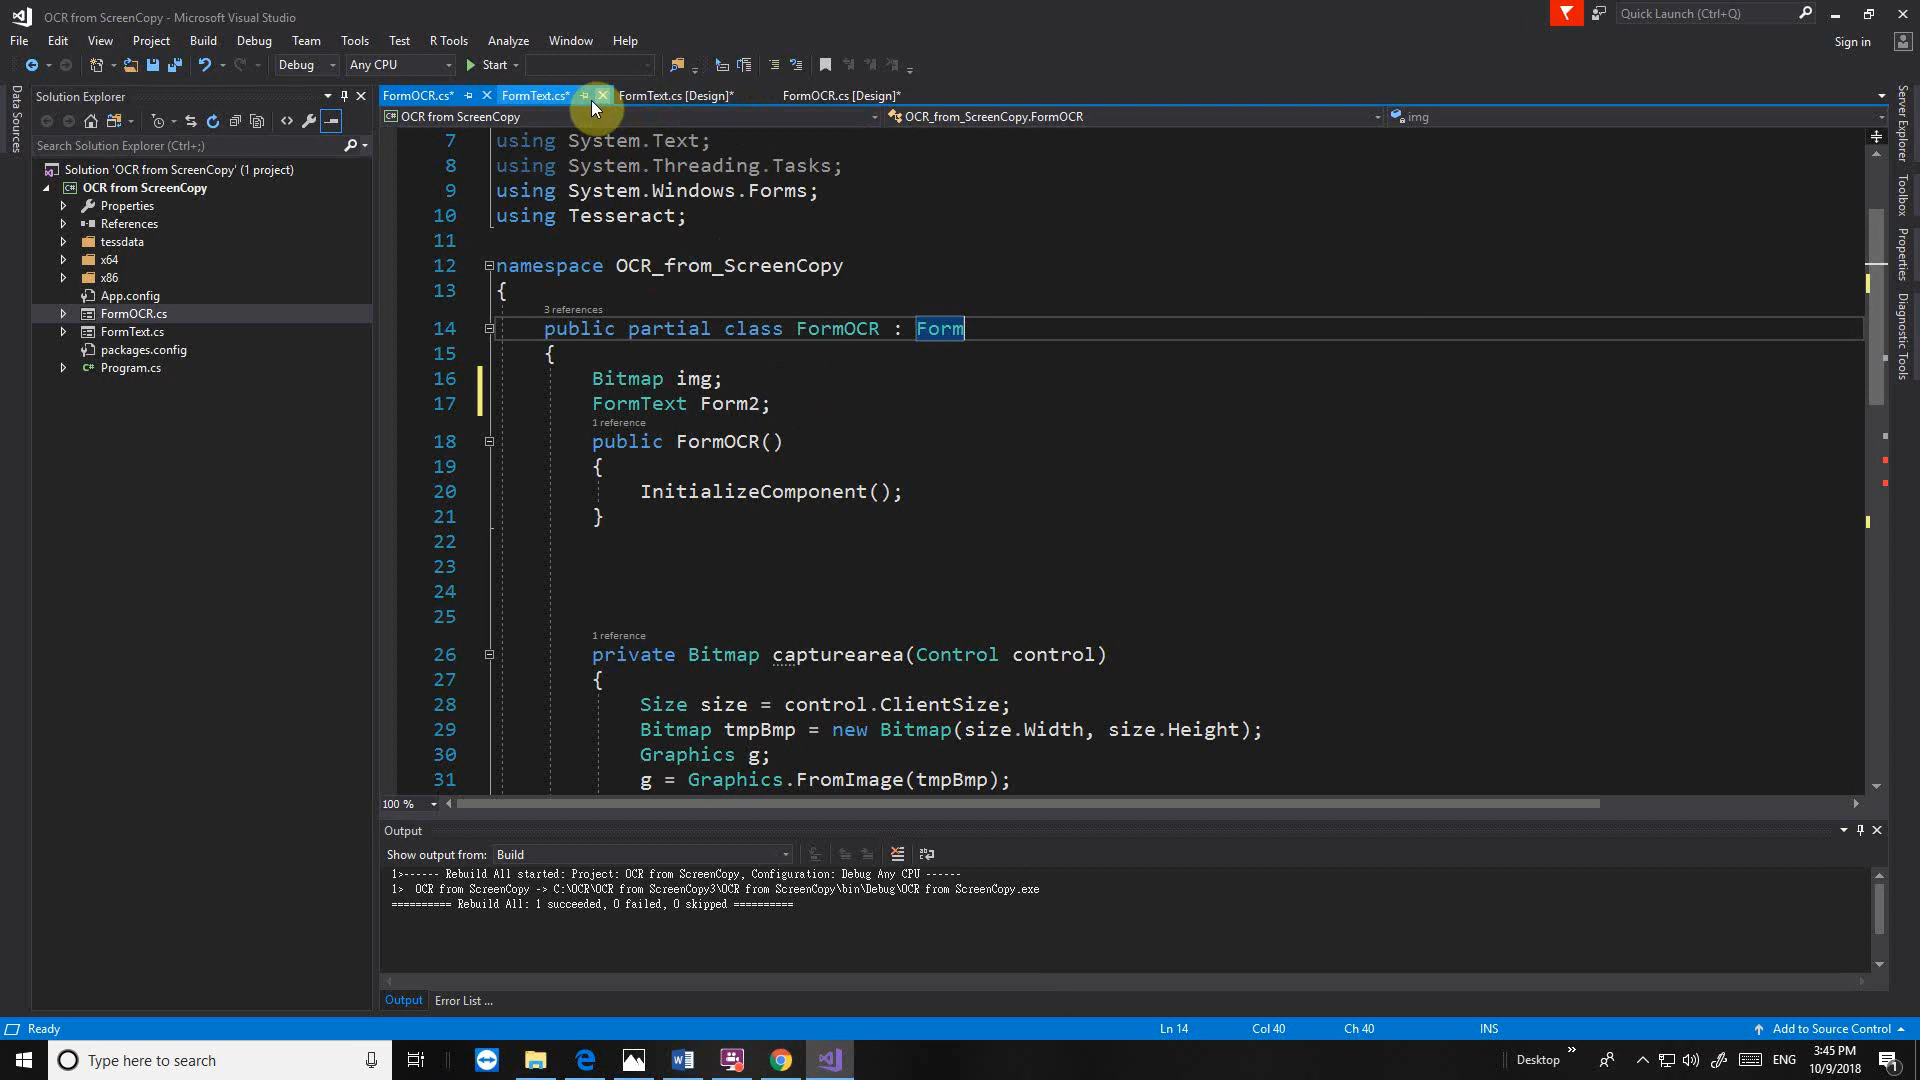 OCR from ScreenCopy - Microsoft Visual Studio
Quick Launch (Ctrl+Q)
File Edit View Project Build Debug Team Tools Test R Tools Analyze Window Help
Sign in
Debug Any CPU Start
Data Sources
Solution Explorer
Search Solution Explorer (Ctrl+;)
Solution 'OCR from ScreenCopy' (1 project)
OCR from ScreenCopy
Properties
References
tessdata
x64
x86
App.config
FormOCR.cs
FormText.cs
packages.config
Program.cs
FormOCR.cs* FormText.cs* FormText.cs [Design]* FormOCR.cs [Design]*
OCR from ScreenCopy OCR_from_ScreenCopy.FormOCR img
7 using System.Text;
8 using System.Threading.Tasks;
9 using System.Windows.Forms;
10 using Tesseract;
11
12 namespace OCR_from_ScreenCopy
13 {
3 references
14 public partial class FormOCR : Form
15 {
16 Bitmap img;
17 FormText Form2;
1 reference
18 public FormOCR()
19 {
20 InitializeComponent();
21 }
22
23
24
25
1 reference
26 private Bitmap capturearea(Control control)
27 {
28 Size size = control.ClientSize;
29 Bitmap tmpBmp = new Bitmap(size.Width, size.Height);
30 Graphics g;
31 g = Graphics.FromImage(tmpBmp);
100 %
Server Explorer
Toolbox
Properties
Diagnostic Tools
Output
Show output from: Build
1>------ Rebuild All started: Project: OCR from ScreenCopy, Configuration: Debug Any CPU ------
1> OCR from ScreenCopy -> C:\OCR\OCR from ScreenCopy3\OCR from ScreenCopy\bin\Debug\OCR from ScreenCopy.exe
========== Rebuild All: 1 succeeded, 0 failed, 0 skipped ==========
Output Error List ...
Ready Ln 14 Col 40 Ch 40 INS Add to Source Control
Type here to search
Desktop ENG 3:45 PM
10/9/2018
1